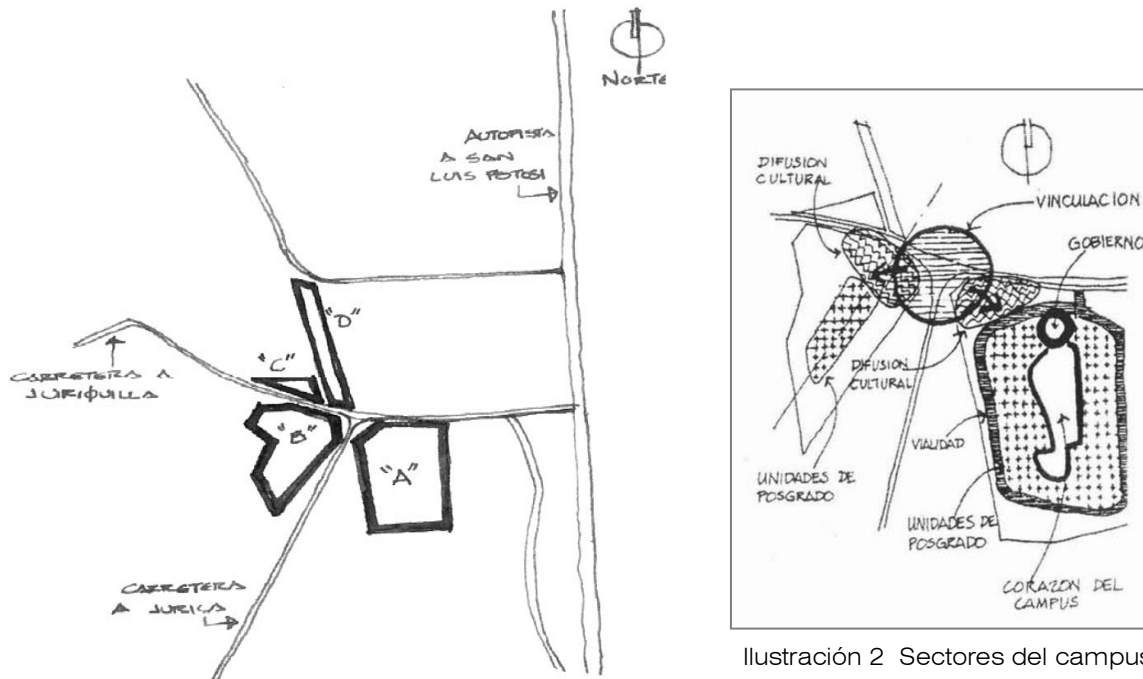 NORTE
AUTOPISTA
A SAN
LUIS POTOSI
"D"
"C"
CARRETERA A
JURIQUILLA
"B"
"A"
CARRETERA
A JURICA
DIFUSION
CULTURAL
VINCULACION
GOBIERNO
DIFUSION
CULTURAL
VIALIDAD
UNIDADES DE
POSGRADO
UNIDADES DE
POSGRADO
CORAZON DEL
CAMPUS
Ilustración 2 Sectores del campus